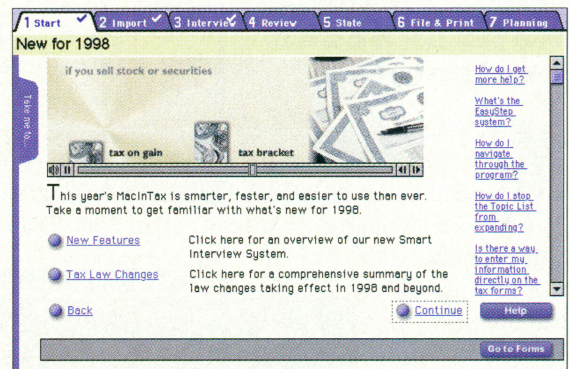 1 Start 2 Import 3 Interview 4 Review 5 State 6 File & Print 7 Planning
New for 1998
Take me to...
if you sell stock or securities
tax on gain tax bracket
This year's MacInTax is smarter, faster, and easier to use than ever.
Take a moment to get familiar with what's new for 1998.
New Features
Click here for an overview of our new Smart
Interview System.
Tax Law Changes
Click here for a comprehensive summary of the
law changes taking effect in 1998 and beyond.
Back
Continue
How do I get
more help?
What's the
EasyStep
system?
How do I
navigate
through the
program?
How do I stop
the Topic List
from
expanding?
Is there a way
to enter my
information
directly on the
tax forms?
Help
Go to Forms